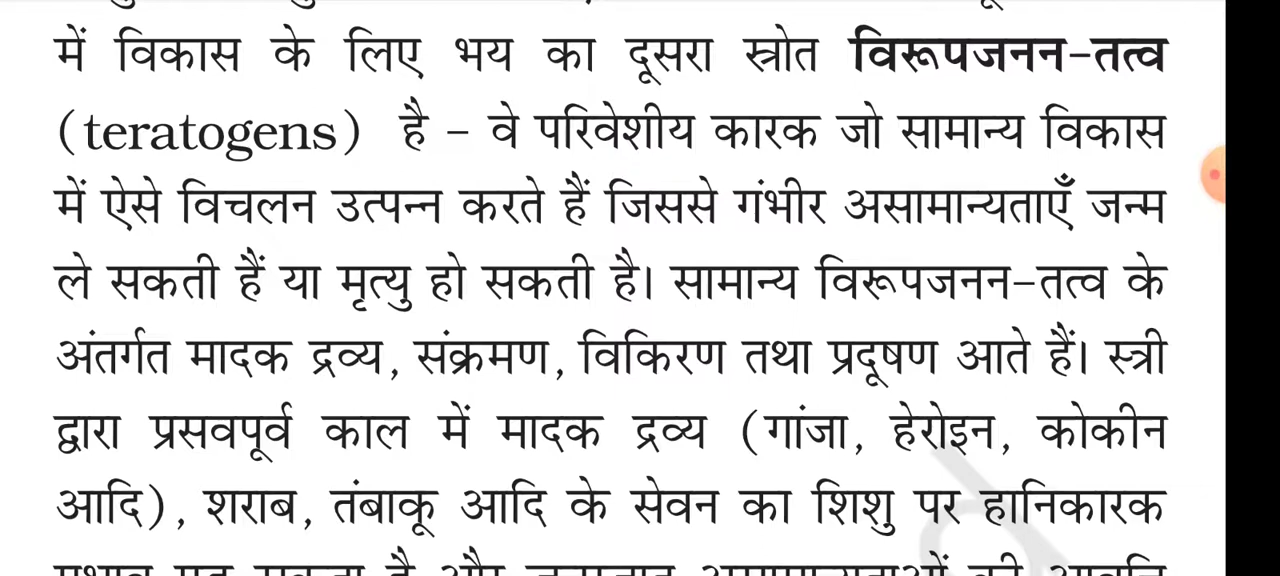 में विकास के लिए भय का दूसरा स्रोत विरूपजनन-तत्व
(teratogens) है - वे परिवेशीय कारक जो सामान्य विकास
में ऐसे विचलन उत्पन्न करते हैं जिससे गंभीर असामान्यताएँ जन्म
ले सकती हैं या मृत्यु हो सकती है। सामान्य विरूपजनन-तत्व के
अंतर्गत मादक द्रव्य, संक्रमण, विकिरण तथा प्रदूषण आते हैं। स्त्री
द्वारा प्रसवपूर्व काल में मादक द्रव्य (गांजा, हेरोइन, कोकीन
आदि), शराब, तंबाकू आदि के सेवन का शिशु पर हानिकारक